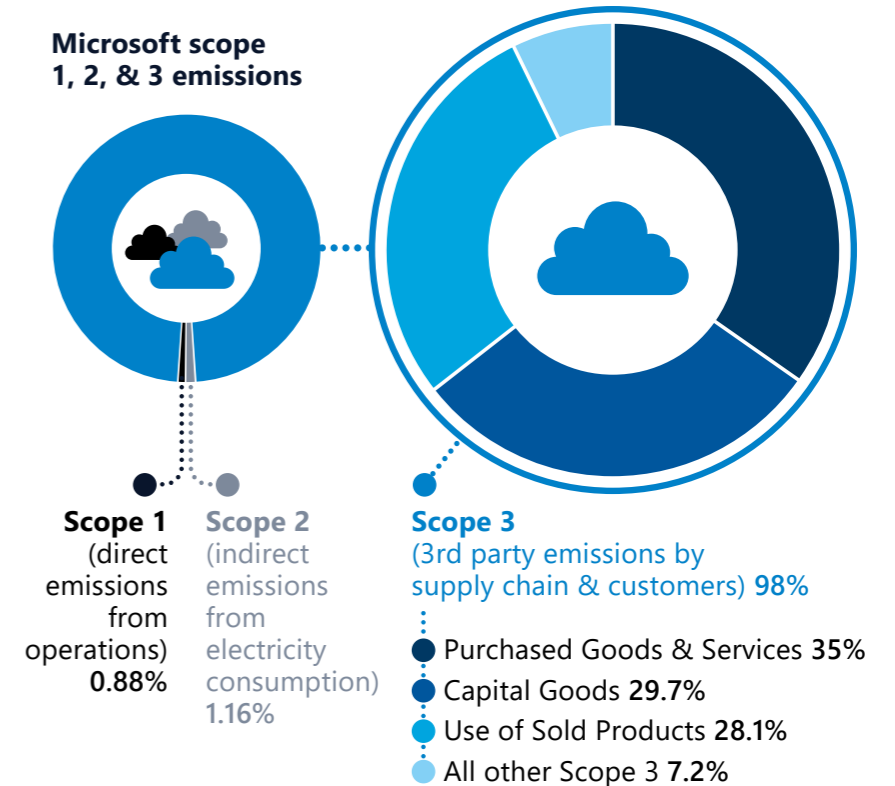 Microsoft scope
1, 2, & 3 emissions
Scope 1
(direct
emissions
from
operations)
0.88%
Scope 2
(indirect
emissions
from
electricity
consumption)
1.16%
Scope 3
(3rd party emissions by
supply chain & customers) 98%
Purchased Goods & Services 35%
Capital Goods 29.7%
Use of Sold Products 28.1%
All other Scope 3 7.2%